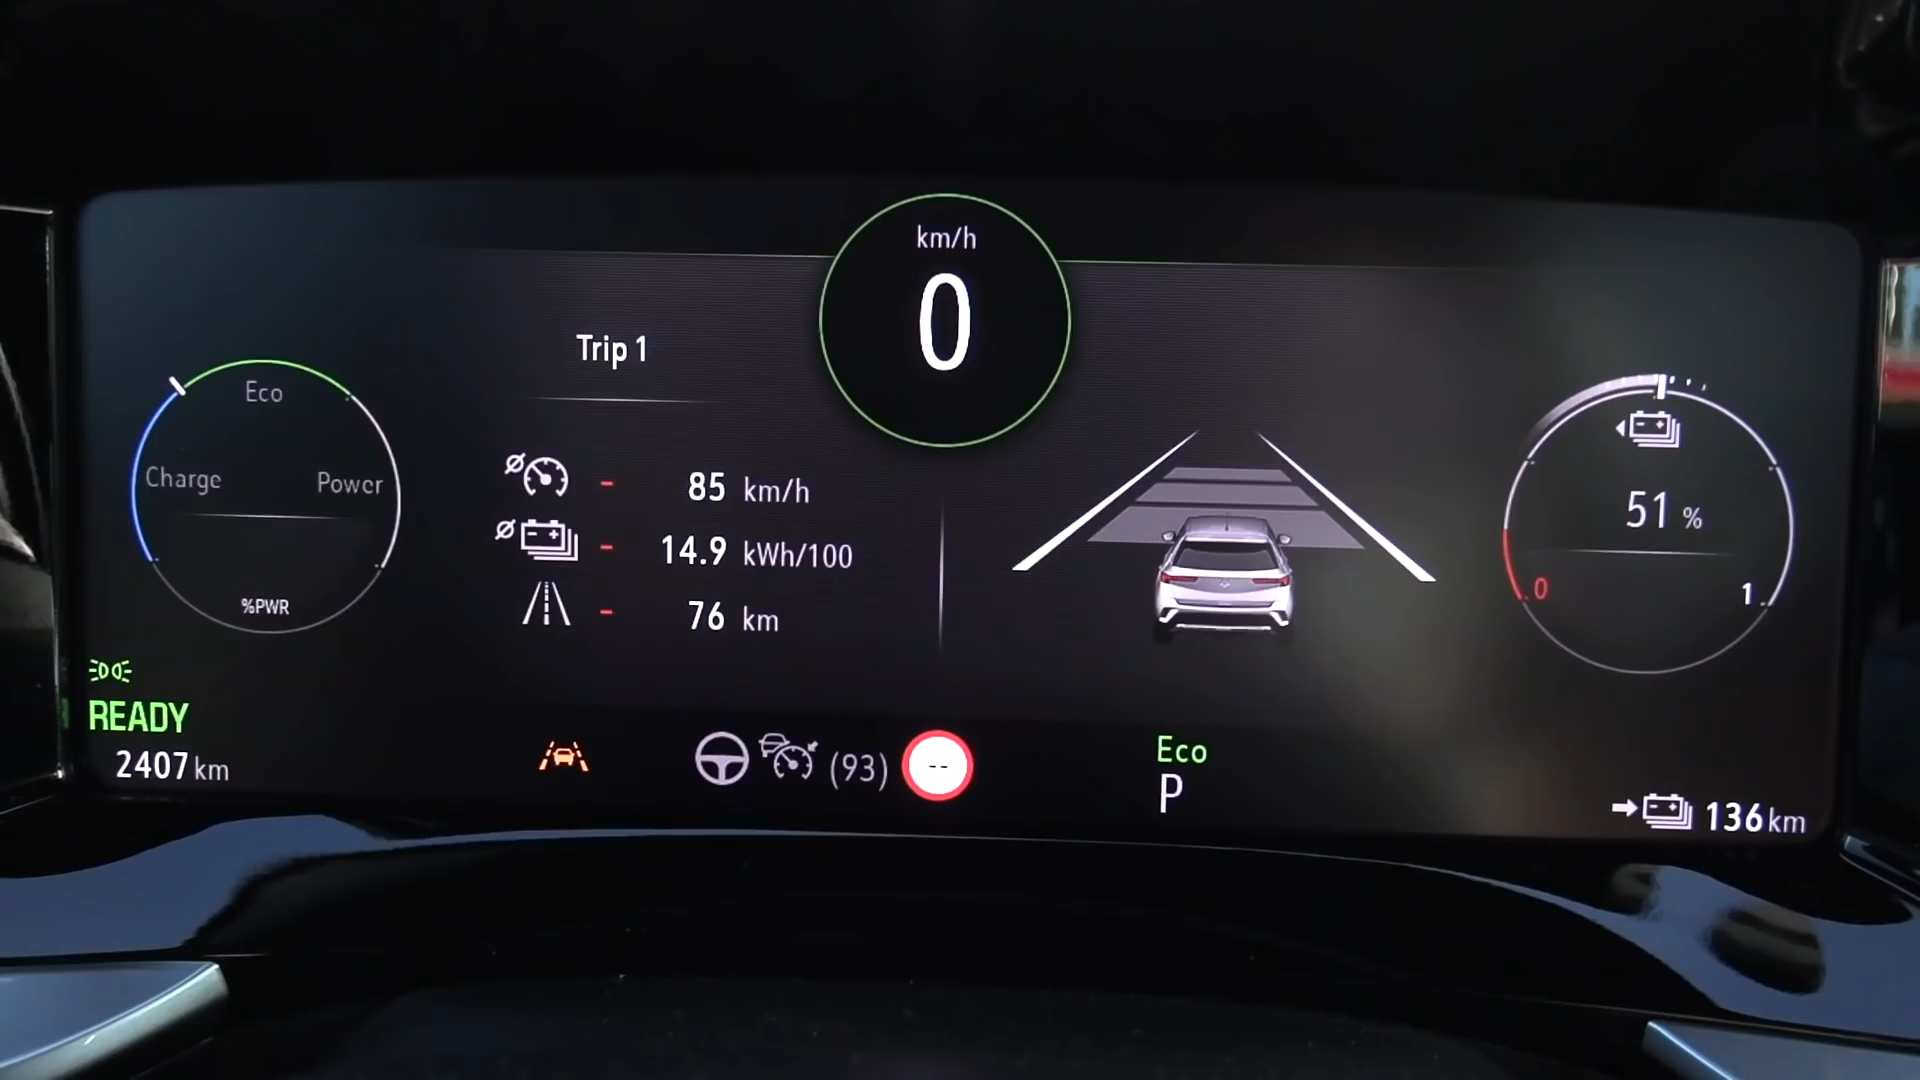 km/h
0
Trip 1
Eco
Charge Power
%PWR
- 85 km/h
- 14.9 kWh/100
- 76 km
51 %
0 1
READY
2407 km
(93)
--
Eco
P
136 km